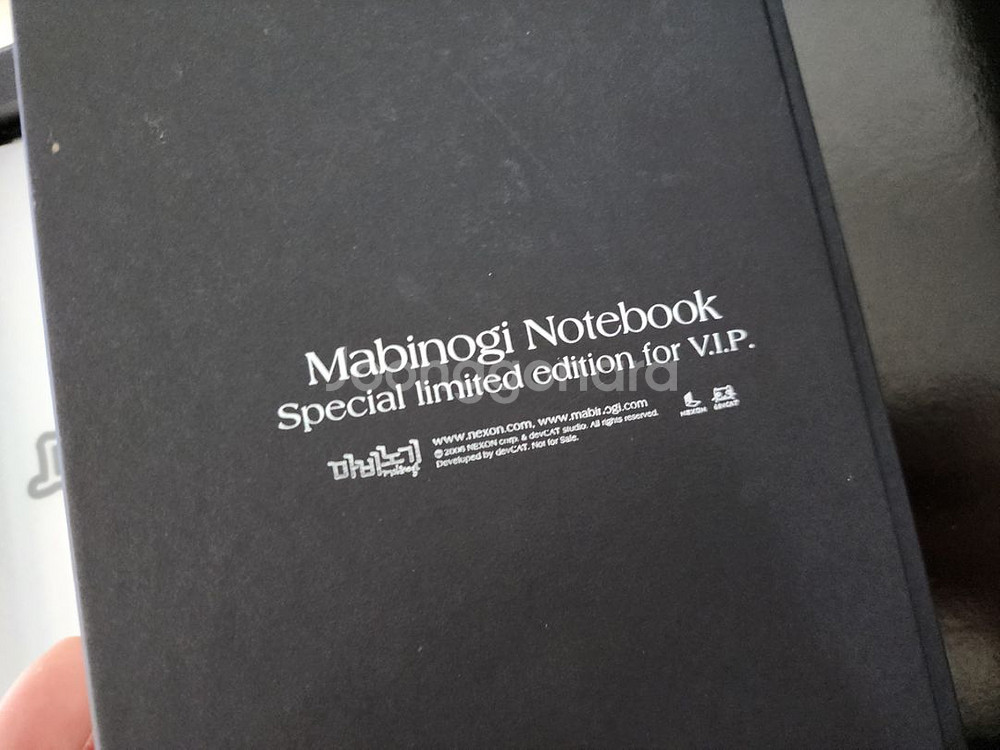 Mabinogi Notebook
Special limited edition for V.I.P.
Joonggonara
마비노기
www.nexon.com, www.mabinogi.com
©2006 NEXON corp. & devCAT studio. All rights reserved.
Developed by devCAT. Not for Sale.
NEXON
devCAT